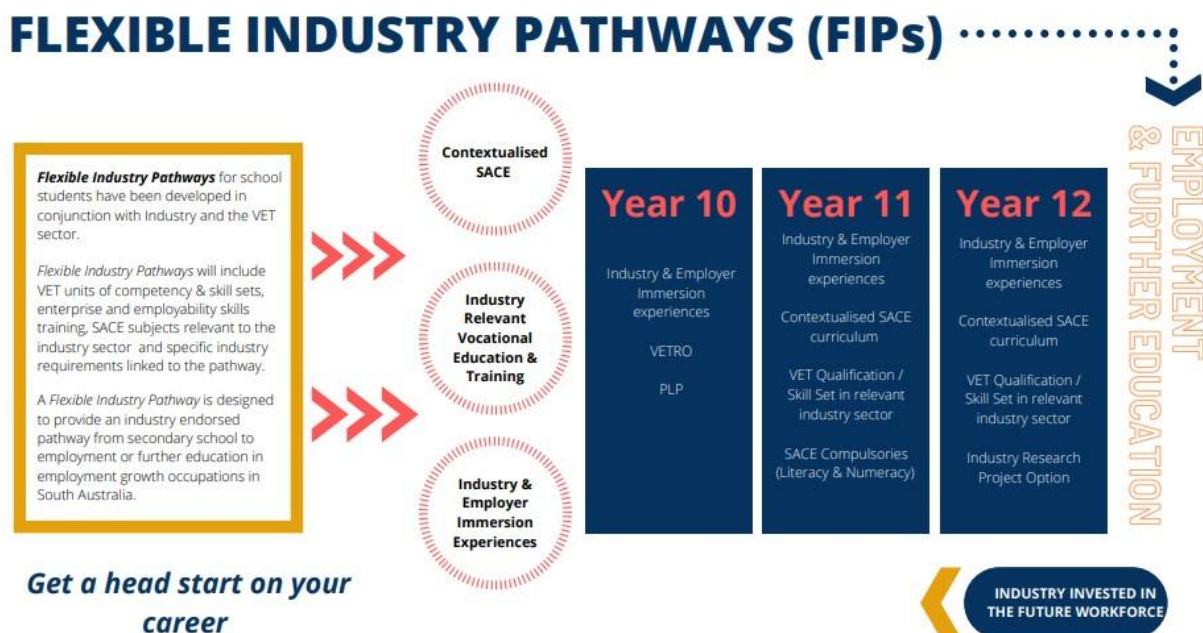 FLEXIBLE INDUSTRY PATHWAYS (FIPs)
Flexible Industry Pathways for school
students have been developed in
conjunction with Industry and the VET
sector.
Flexible Industry Pathways will include
VET units of competency & skill sets,
enterprise and employability skills
training, SACE subjects relevant to the
industry sector and specific industry
requirements linked to the pathway.
A Flexible Industry Pathway is designed
to provide an industry endorsed
pathway from secondary school to
employment or further education in
employment growth occupations in
South Australia.
Get a head start on your
career
Contextualised
SACE
Industry
Relevant
Vocational
Education &
Training
Industry &
Employer
Immersion
Experiences
Year 10
Industry & Employer
Immersion
experiences
VETRO
PLP
Year 11
Industry & Employer
Immersion
experiences
Contextualised SACE
curriculum
VET Qualification /
Skill Set in relevant
industry sector
SACE Compulsories
(Literacy & Numeracy)
Year 12
Industry & Employer
Immersion
experiences
Contextualised SACE
curriculum
VET Qualification /
Skill Set in relevant
industry sector
Industry Research
Project Option
EMPLOYMENT
& FURTHER EDUCATION
INDUSTRY INVESTED IN
THE FUTURE WORKFORCE